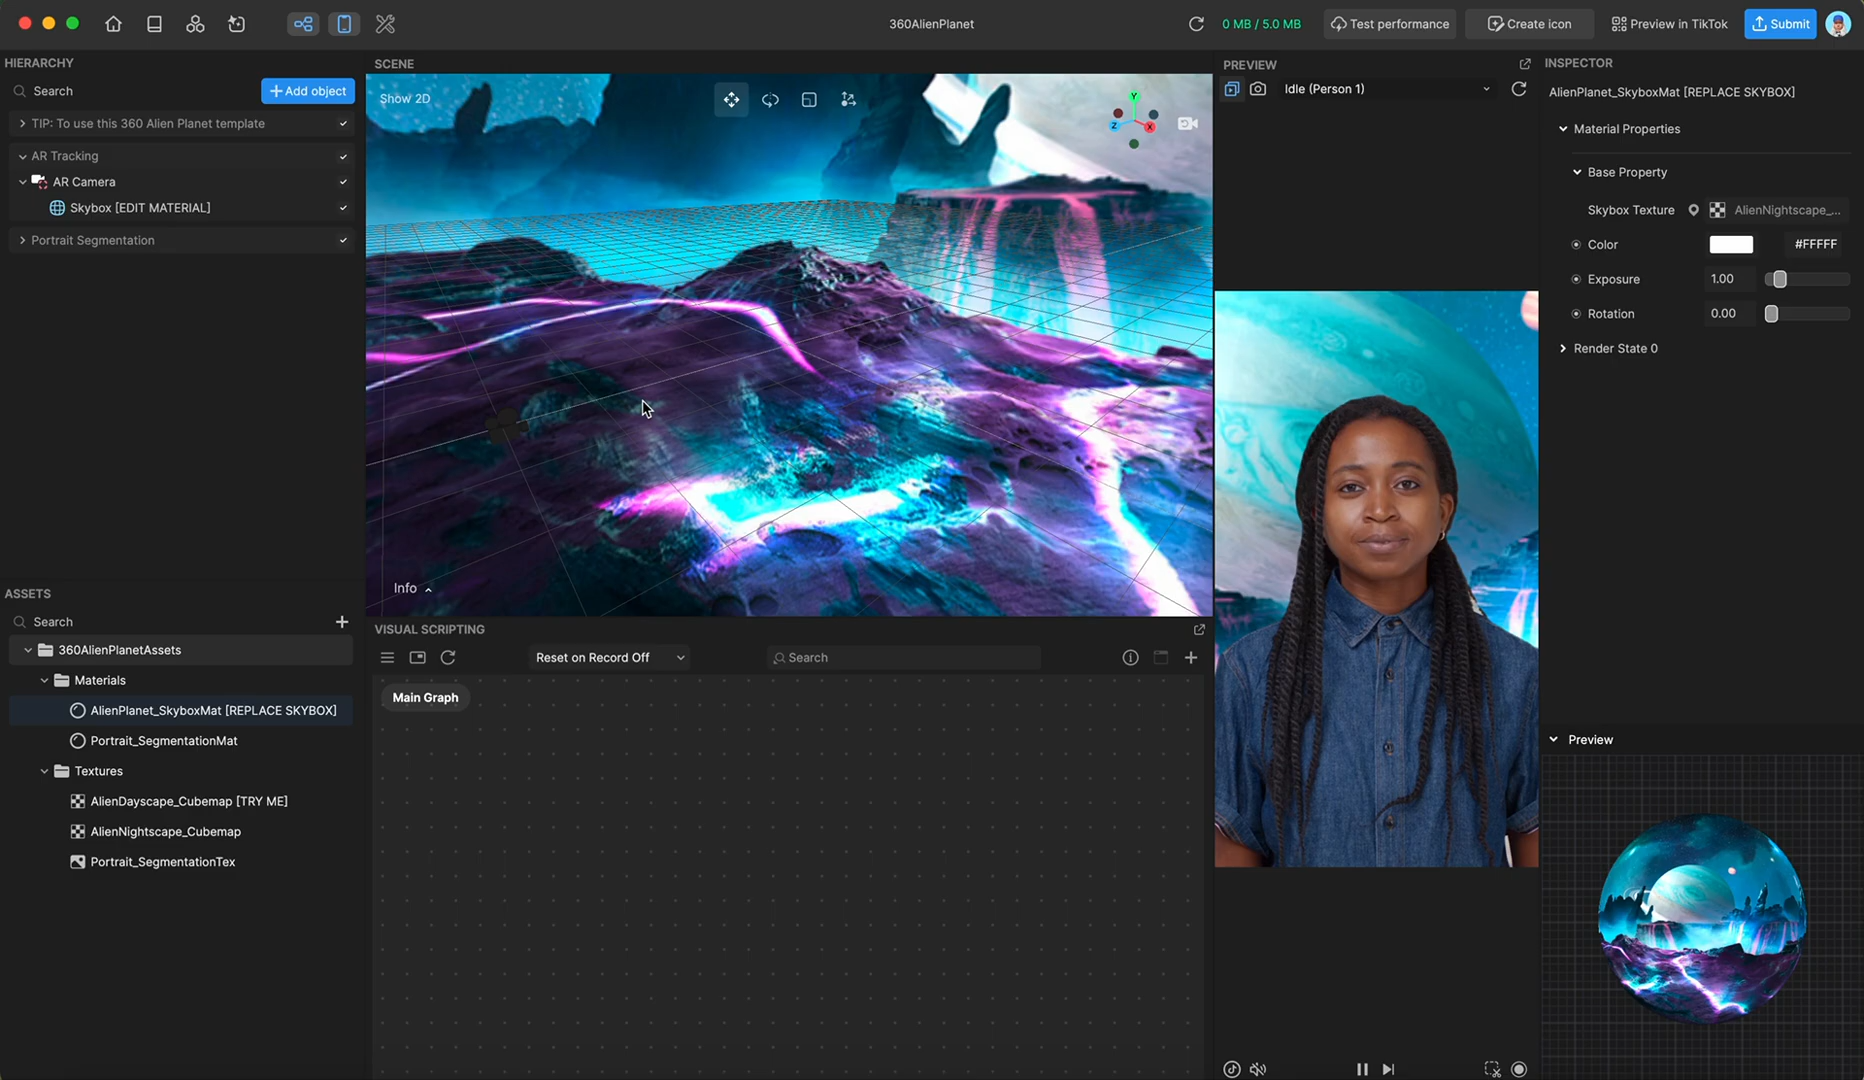 360AlienPlanet
0 MB / 5.0 MB
Test performance
Create icon
Preview in TikTok
Submit
HIERARCHY
Search
Add object
TIP: To use this 360 Alien Planet template
AR Tracking
AR Camera
Skybox [EDIT MATERIAL]
Portrait Segmentation
SCENE
Show 2D
Y
Z
X
Info
ASSETS
Search
360AlienPlanetAssets
Materials
AlienPlanet_SkyboxMat [REPLACE SKYBOX]
Portrait_SegmentationMat
Textures
AlienDayscape_Cubemap [TRY ME]
AlienNightscape_Cubemap
Portrait_SegmentationTex
VISUAL SCRIPTING
Reset on Record Off
Search
Main Graph
PREVIEW
Idle (Person 1)
INSPECTOR
AlienPlanet_SkyboxMat [REPLACE SKYBOX]
Material Properties
Base Property
Skybox Texture
AlienNightscape_...
Color
#FFFFF
Exposure
1.00
Rotation
0.00
Render State 0
Preview